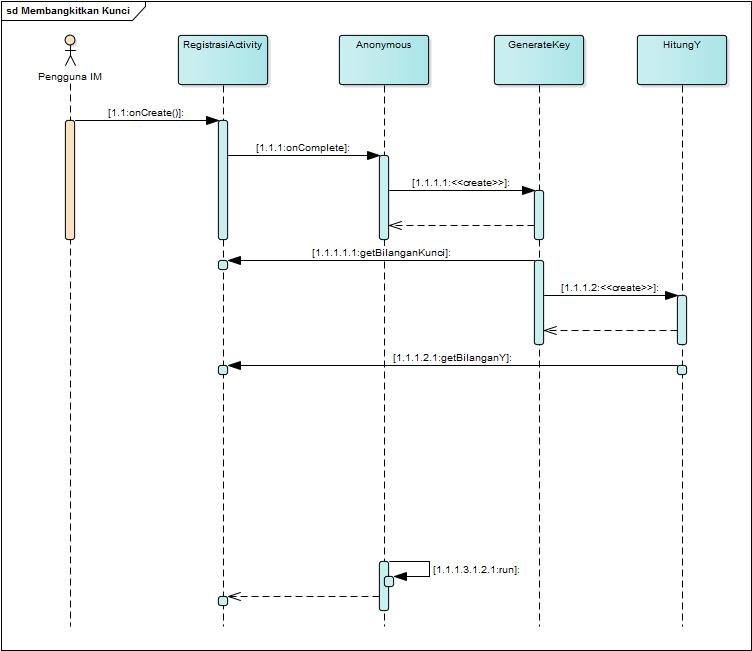 sd Membangkitkan Kunci
Pengguna IM
RegistrasiActivity
Anonymous
GenerateKey
HitungY
[1.1:onCreate()]:
[1.1.1:onComplete]:
[1.1.1.1:<<create>>]:
[1.1.1.1.1:getBilanganKunci]:
[1.1.1.2:<<create>>]:
[1.1.1.2.1:getBilanganY]:
[1.1.1.3.1.2.1:run]: